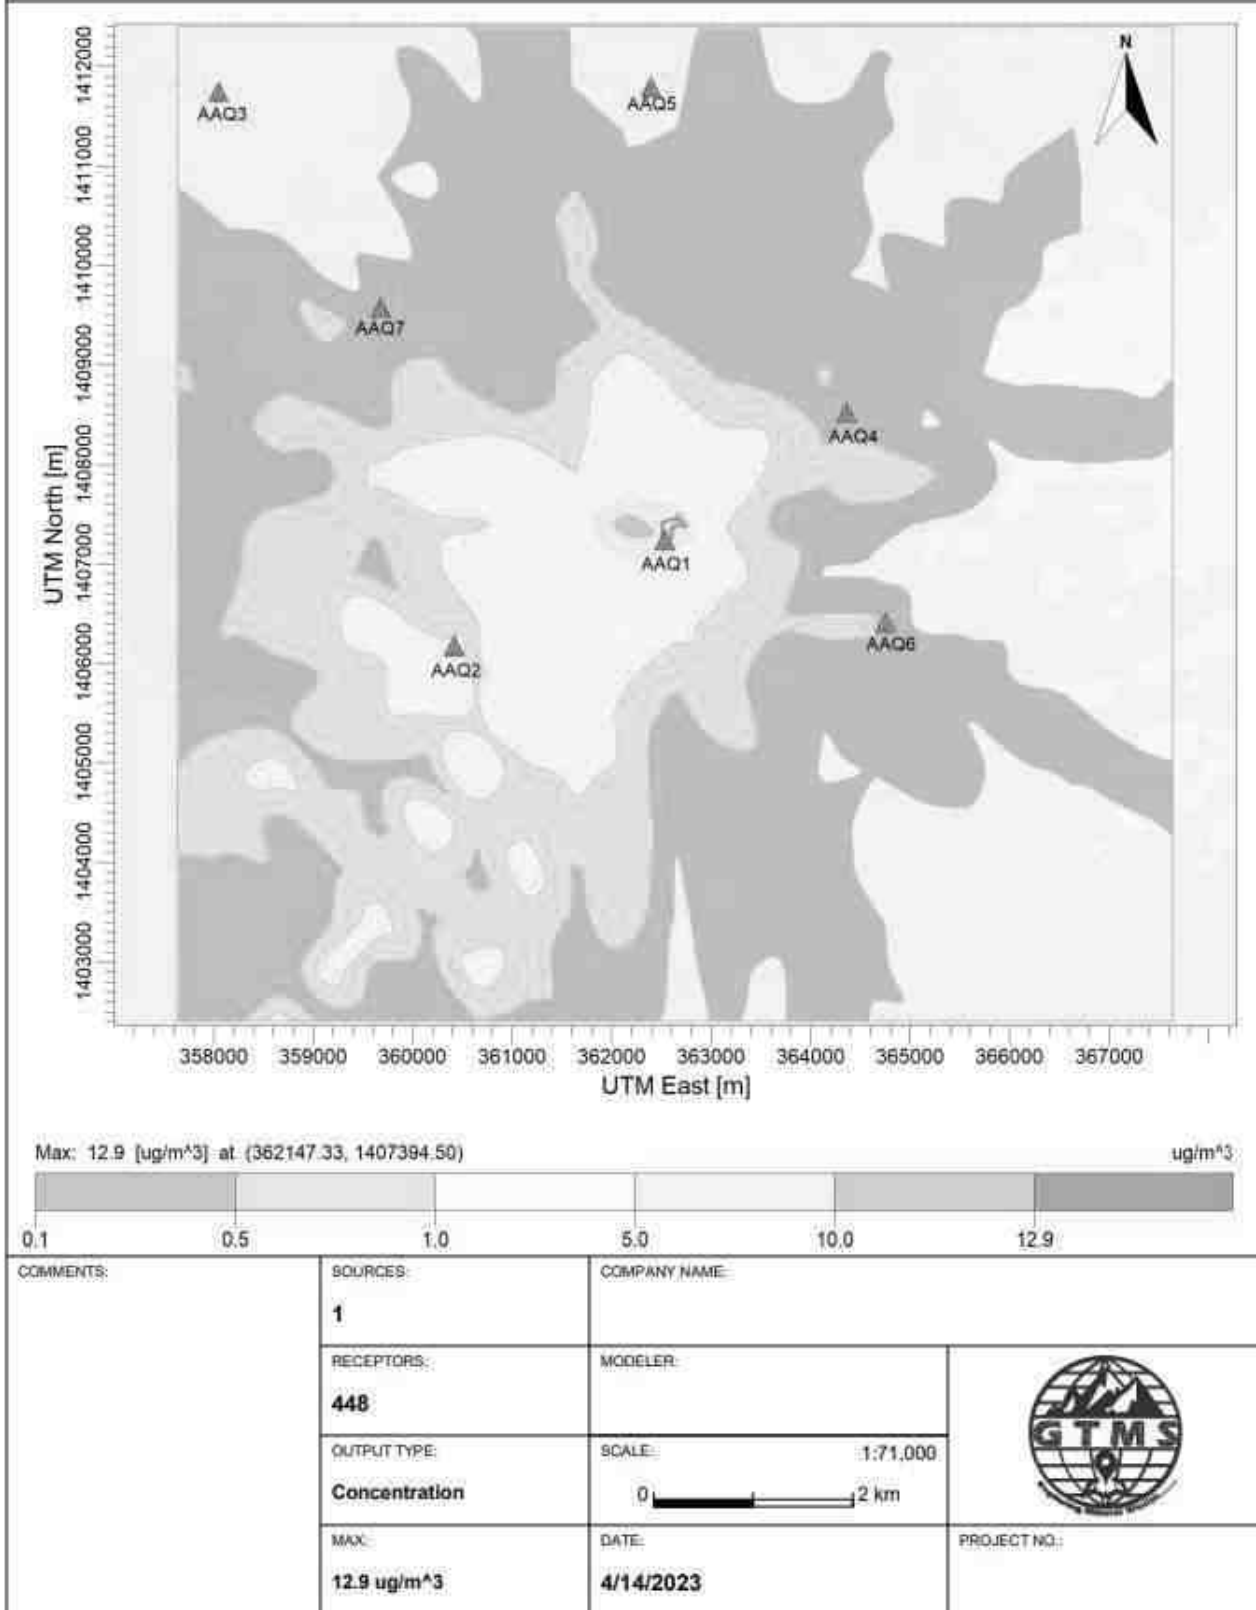 N
AAQ3
AAQ5
AAQ7
AAQ4
AAQ1
AAQ6
AAQ2
UTM North [m]
1412000
1411000
1410000
1409000
1408000
1407000
1406000
1405000
1404000
1403000
358000 359000 360000 361000 362000 363000 364000 365000 366000 367000
UTM East [m]
Max: 12.9 [ug/m^3] at (362147.33, 1407394.50) ug/m^3
0.1 0.5 1.0 5.0 10.0 12.9
COMMENTS:
SOURCES:
1
COMPANY NAME:
RECEPTORS:
448
MODELER:
OUTPUT TYPE:
Concentration
SCALE: 1:71,000
0 2 km
GTMS
MAX:
12.9 ug/m^3
DATE:
4/14/2023
PROJECT NO.: